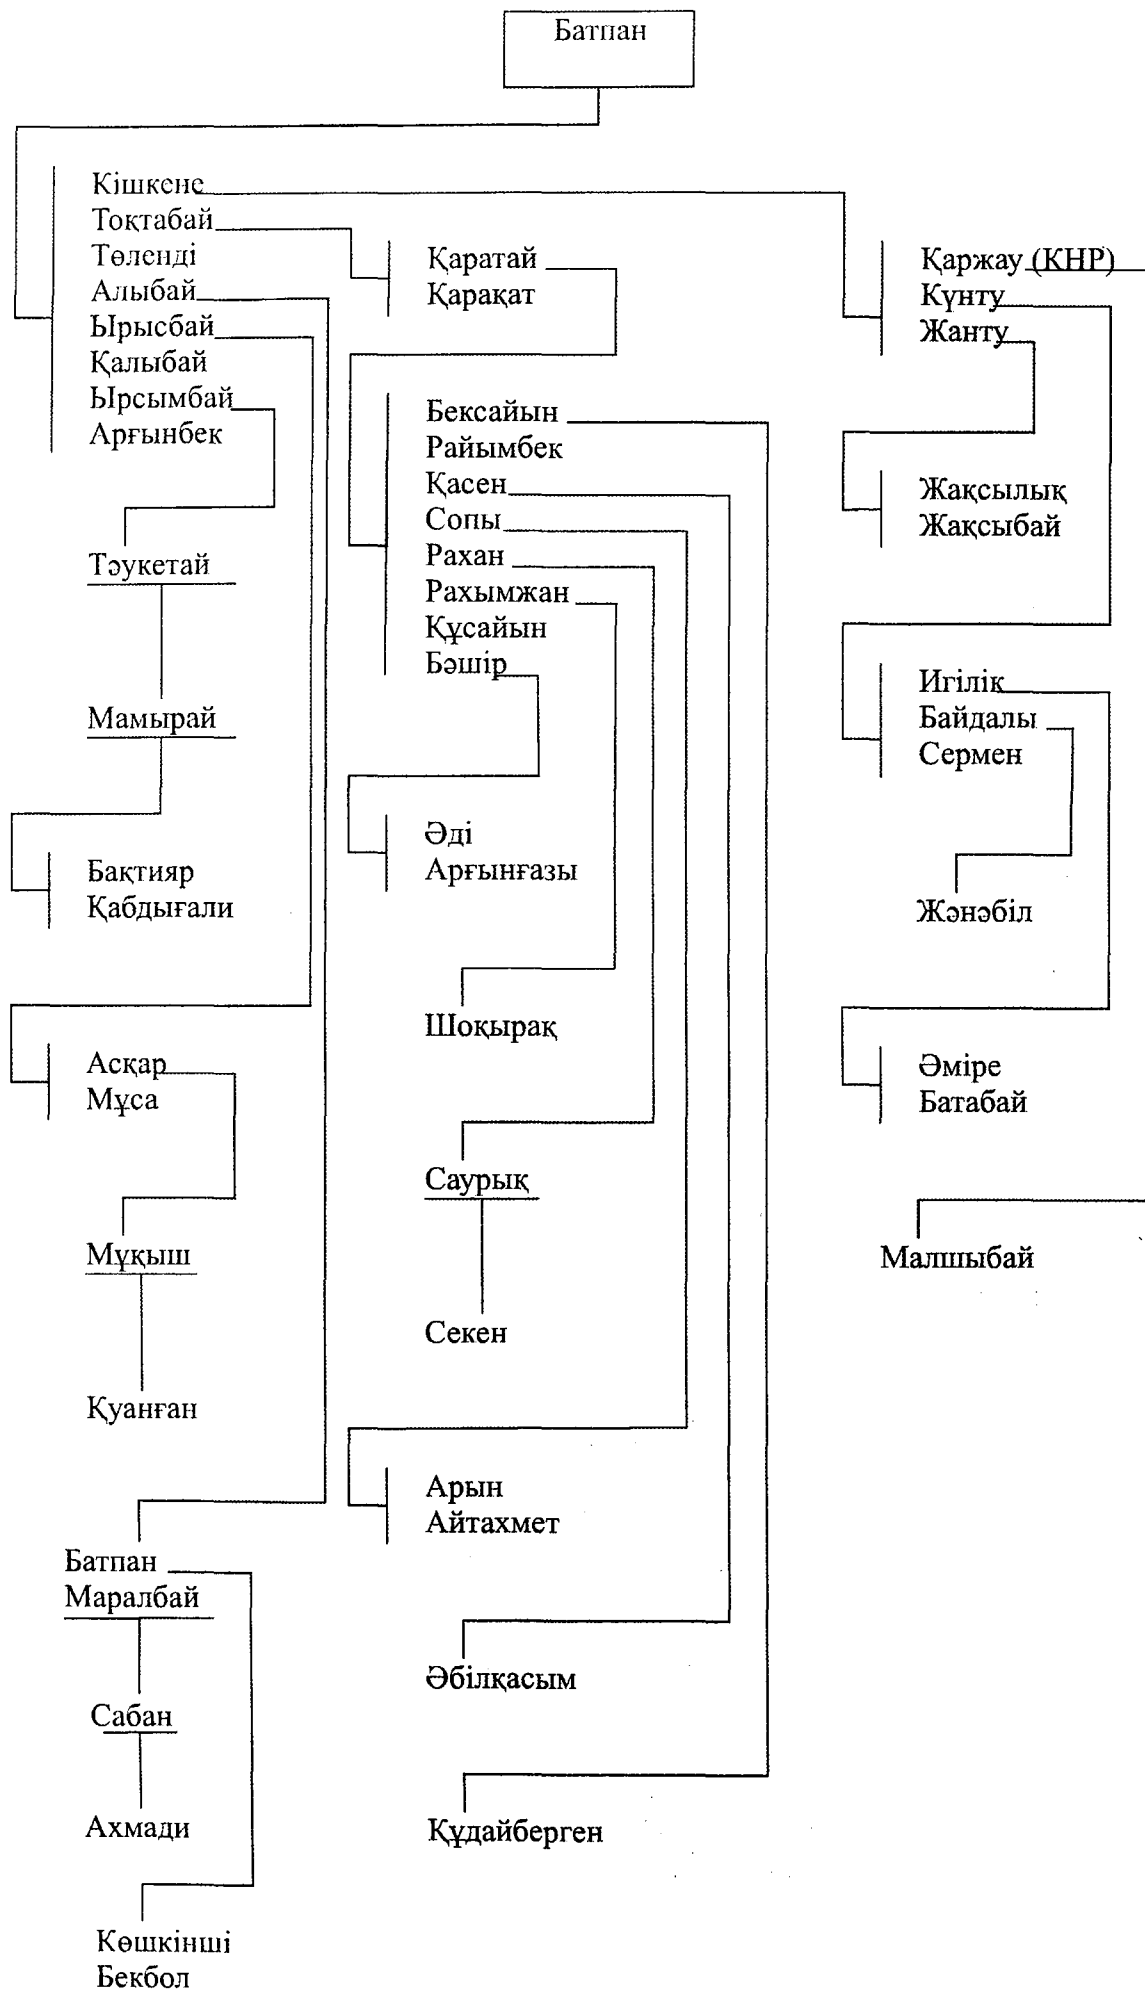 Батпан
Кішкене
Тоқтабай
Төленді
Алыбай
Ырысбай
Қалыбай
Ырсымбай
Арғынбек
Тәукетай
Мамырай
Бақтияр
Қабдығали
Асқар
Мұса
Мұқыш
Қуанған
Батпан
Маралбай
Сабан
Ахмади
Көшкінші
Бекбол
Қаратай
Қарақат
Бексайын
Райымбек
Қасен
Сопы
Рахан
Рахымжан
Құсайын
Бәшір
Әді
Арғынғазы
Шоқырақ
Саурық
Секен
Арын
Айтахмет
Әбілқасым
Құдайберген
Қаржау (ҚНР)
Күнту
Жанту
Жақсылық
Жақсыбай
Игілік
Байдалы
Сермен
Жәнәбіл
Әміре
Батабай
Малшыбай